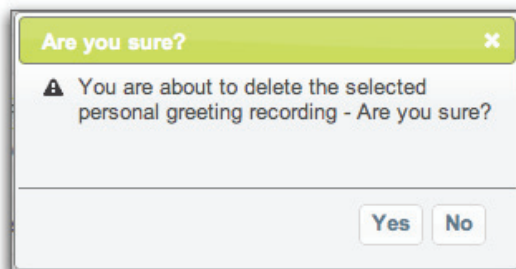 Are you sure?
You are about to delete the selected
personal greeting recording - Are you sure?
Yes No